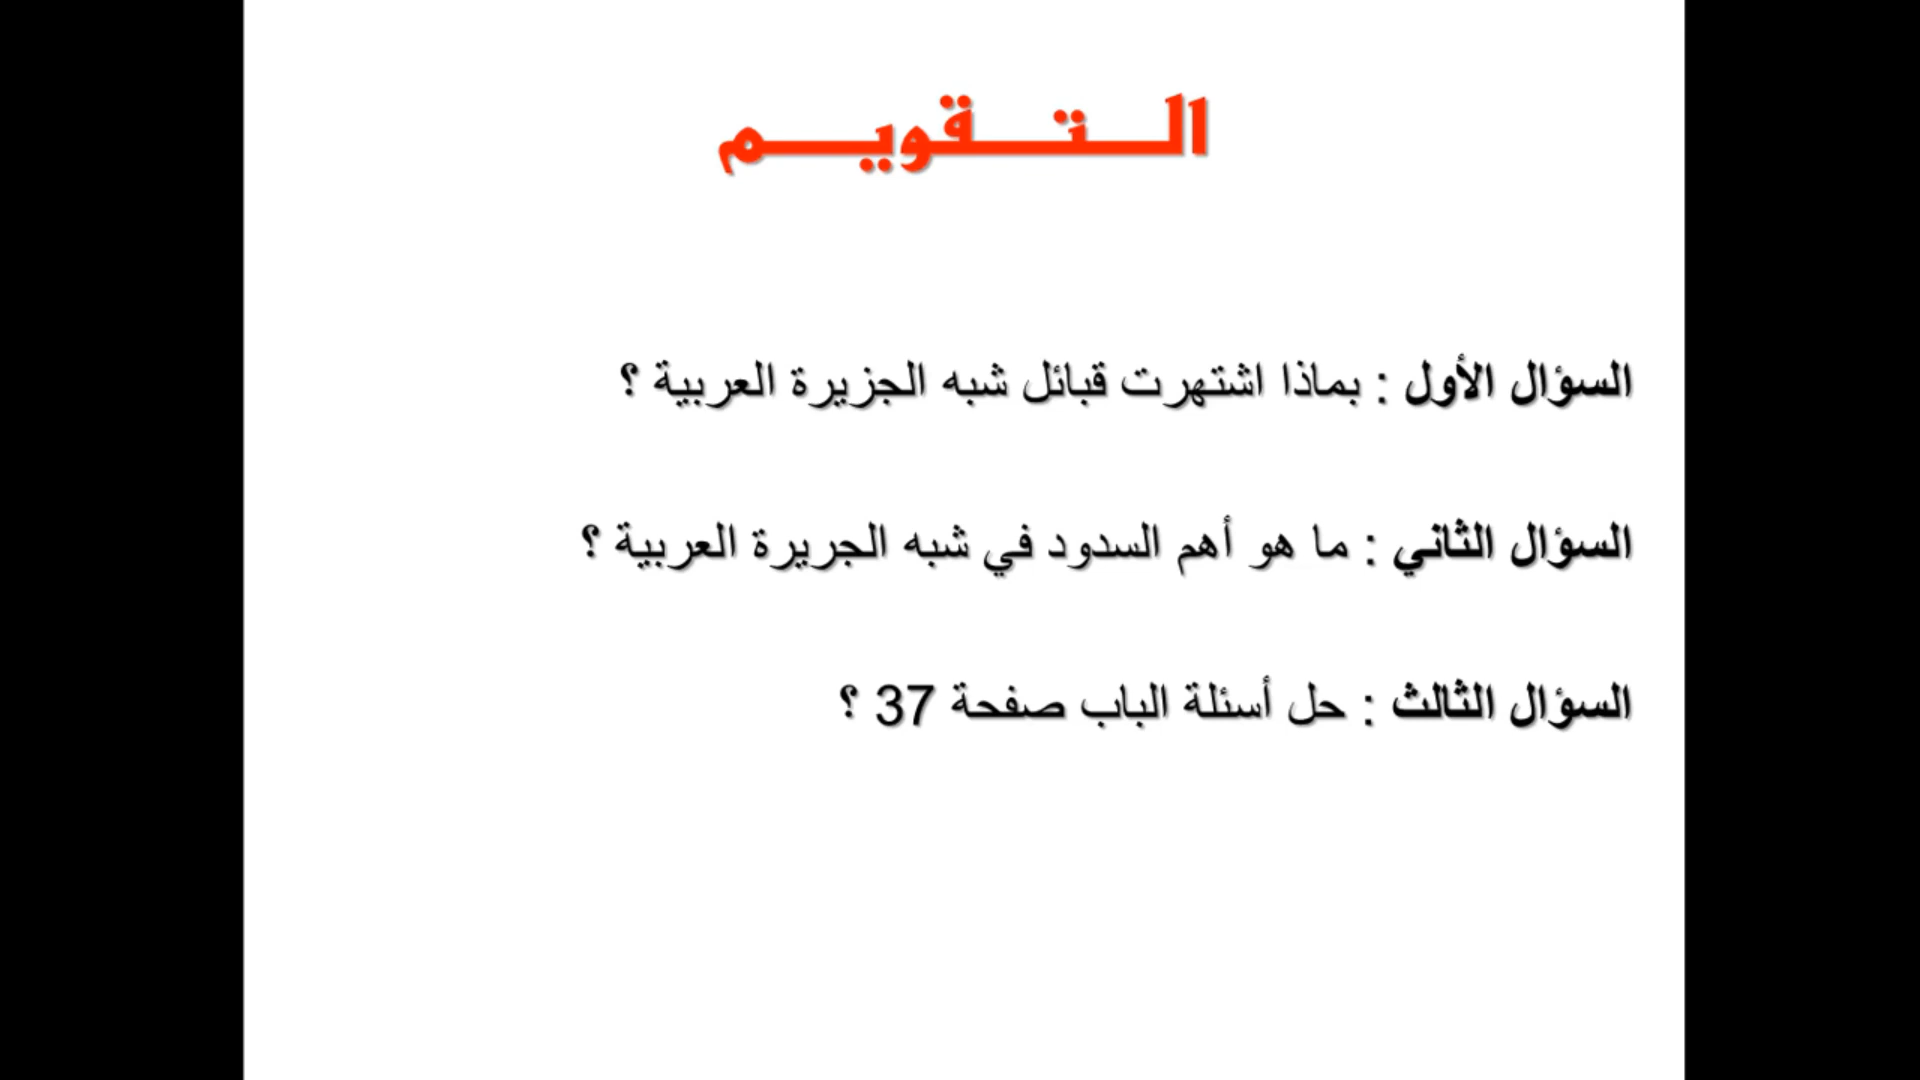 التقويم
السؤال الأول : بماذا اشتهرت قبائل شبه الجزيرة العربية ؟
السؤال الثاني : ما هو أهم السدود في شبه الجريرة العربية ؟
السؤال الثالث : حل أسئلة الباب صفحة 37 ؟